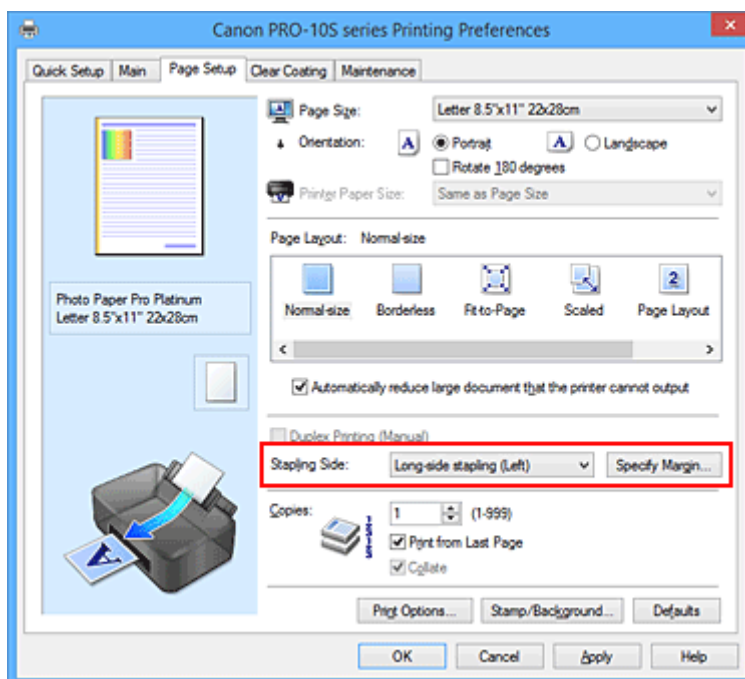 Canon PRO-10S series Printing Preferences
Quick Setup Main Page Setup Clear Coating Maintenance
Page Size: Letter 8.5"x11" 22x28cm
Orientation: A Portrait A Landscape
Rotate 180 degrees
Printer Paper Size: Same as Page Size
Page Layout: Normal-size
2
Normal-size Borderless Fit-to-Page Scaled Page Layout
Photo Paper Pro Platinum
Letter 8.5"x11" 22x28cm
Automatically reduce large document that the printer cannot output
Duplex Printing (Manual)
Stapling Side: Long-side stapling (Left) Specify Margin...
Copies: 1 (1-999)
Print from Last Page
Collate
A
Print Options... Stamp/Background... Defaults
OK Cancel Apply Help